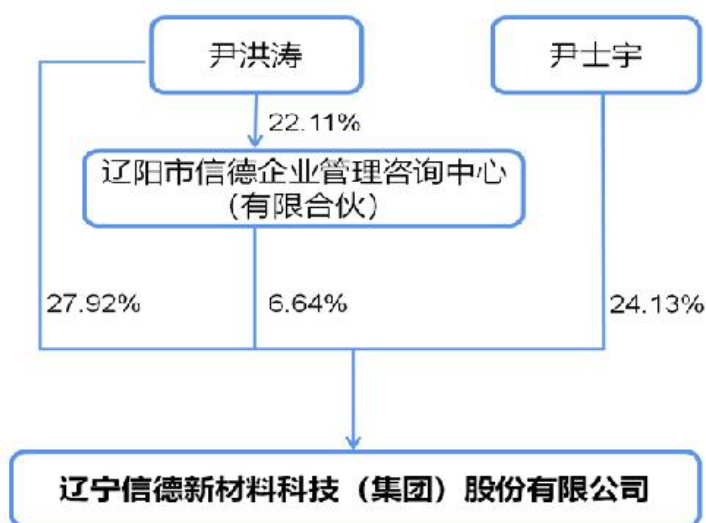 尹洪涛
尹士宇
22.11%
辽阳市信德企业管理咨询中心
（有限合伙）
27.92%
6.64%
24.13%
辽宁信德新材料科技（集团）股份有限公司